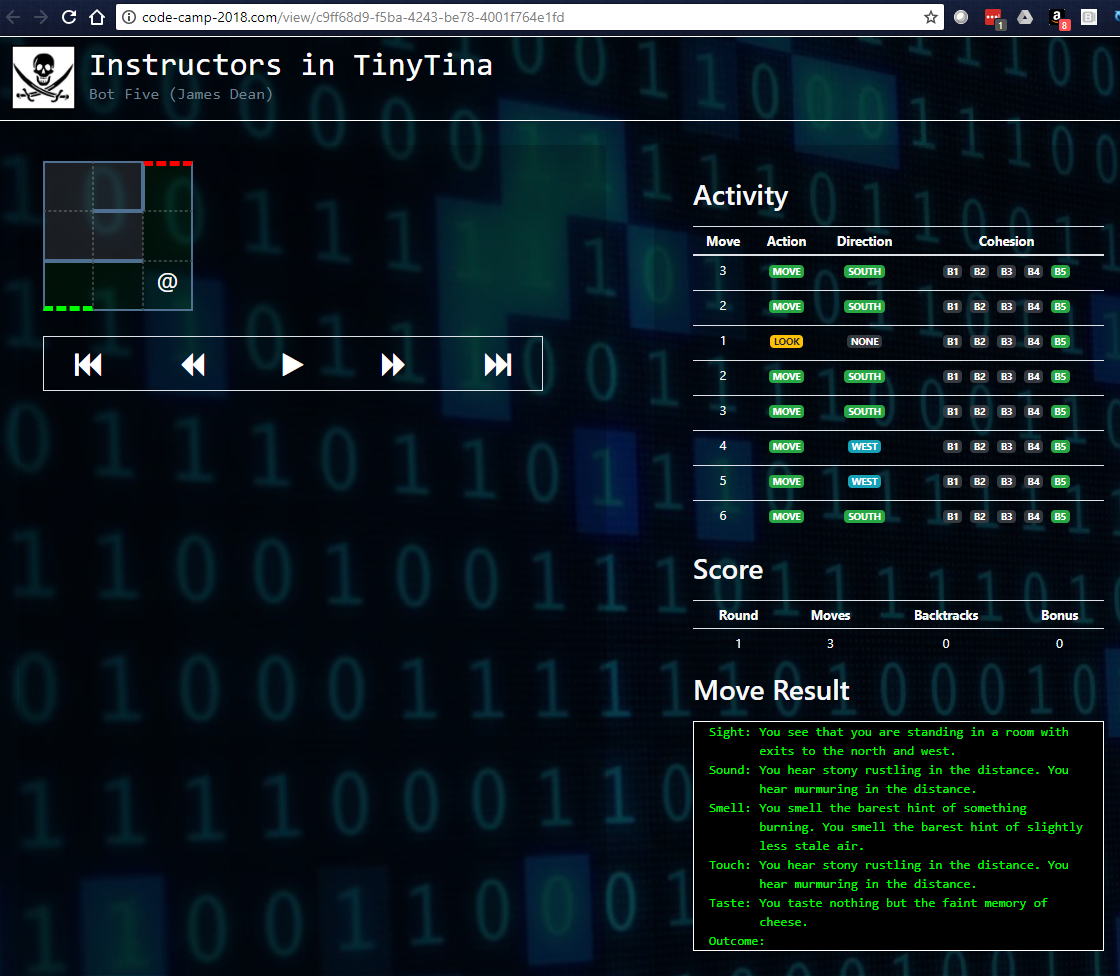 code-camp-2018.com/view/c9ff68d9-f5ba-4243-be78-4001f764e1fd
1
a
8
B
Instructors in TinyTina
Bot Five (James Dean)
@
Activity
Move Action Direction Cohesion
3 MOVE SOUTH B1 B2 B3 B4 B5
2 MOVE SOUTH B1 B2 B3 B4 B5
1 LOOK NONE B1 B2 B3 B4 B5
2 MOVE SOUTH B1 B2 B3 B4 B5
3 MOVE SOUTH B1 B2 B3 B4 B5
4 MOVE WEST B1 B2 B3 B4 B5
5 MOVE WEST B1 B2 B3 B4 B5
6 MOVE SOUTH B1 B2 B3 B4 B5
Score
Round Moves Backtracks Bonus
1 3 0 0
Move Result
Sight: You see that you are standing in a room with
exits to the north and west.
Sound: You hear stony rustling in the distance. You
hear murmuring in the distance.
Smell: You smell the barest hint of something
burning. You smell the barest hint of slightly
less stale air.
Touch: You hear stony rustling in the distance. You
hear murmuring in the distance.
Taste: You taste nothing but the faint memory of
cheese.
Outcome: